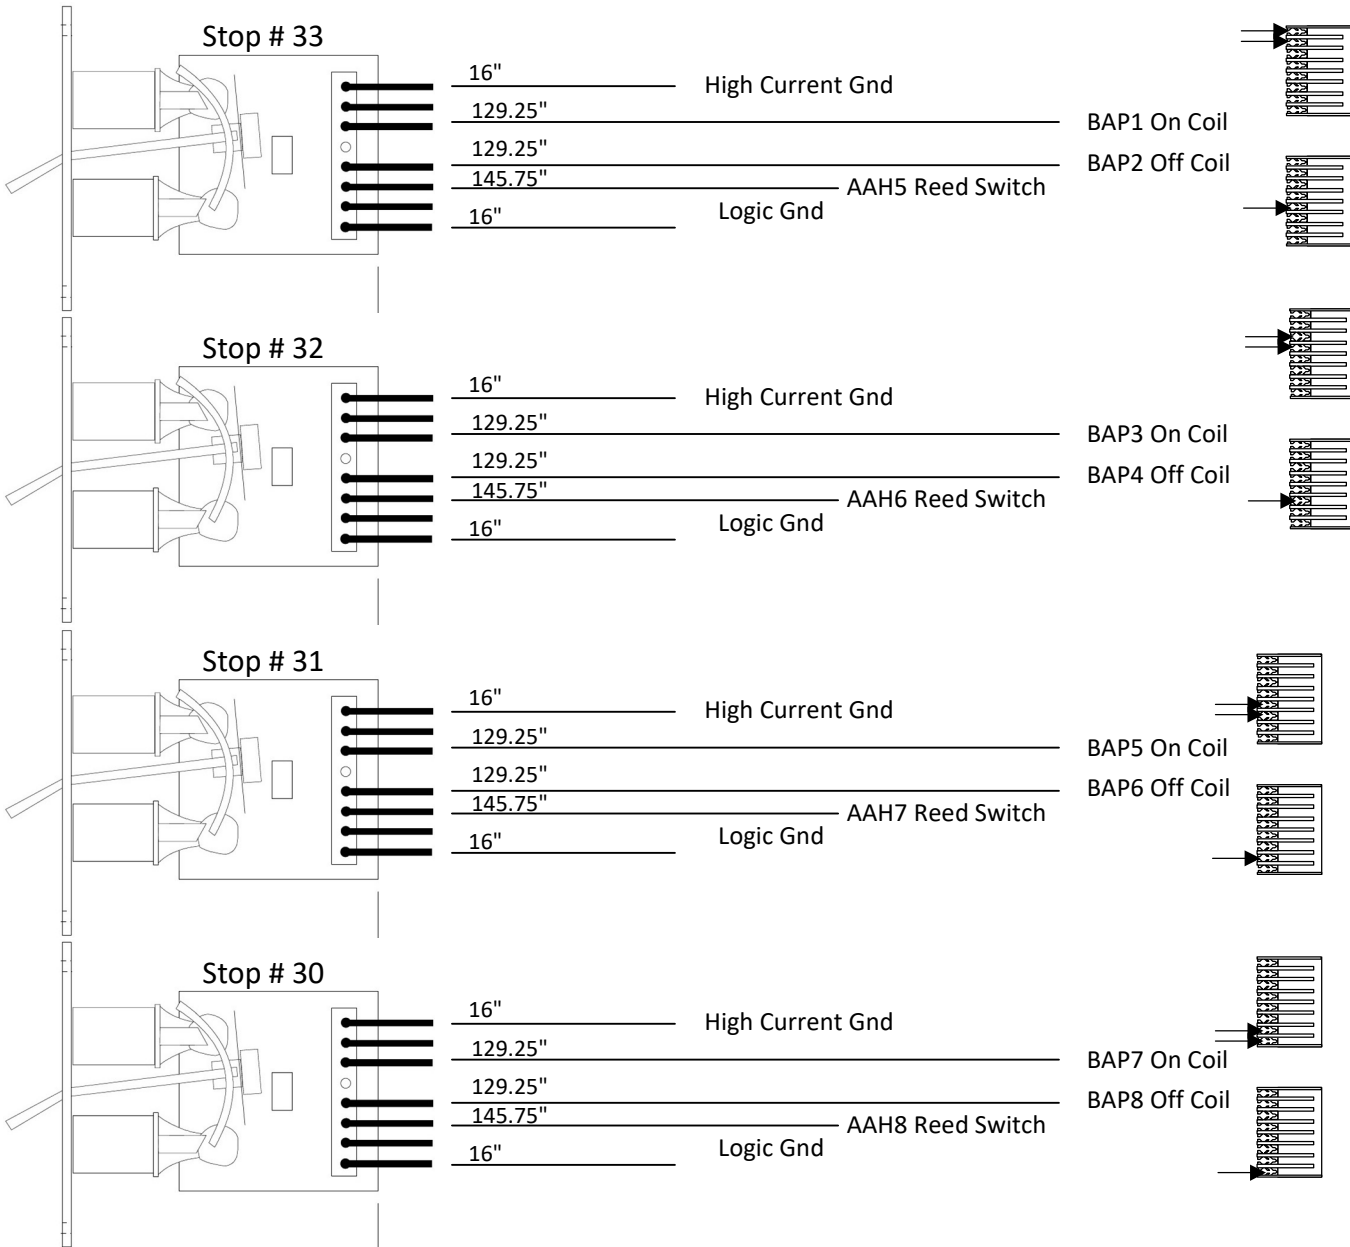 Stop # 33
16"
High Current Gnd
129.25"
BAP1 On Coil
129.25"
BAP2 Off Coil
145.75"
AAH5 Reed Switch
Logic Gnd
16"
Stop # 32
16"
High Current Gnd
129.25"
BAP3 On Coil
129.25"
BAP4 Off Coil
145.75"
AAH6 Reed Switch
Logic Gnd
16"
Stop # 31
16"
High Current Gnd
129.25"
BAP5 On Coil
129.25"
BAP6 Off Coil
145.75"
AAH7 Reed Switch
Logic Gnd
16"
Stop # 30
16"
High Current Gnd
129.25"
BAP7 On Coil
129.25"
BAP8 Off Coil
145.75"
AAH8 Reed Switch
Logic Gnd
16"